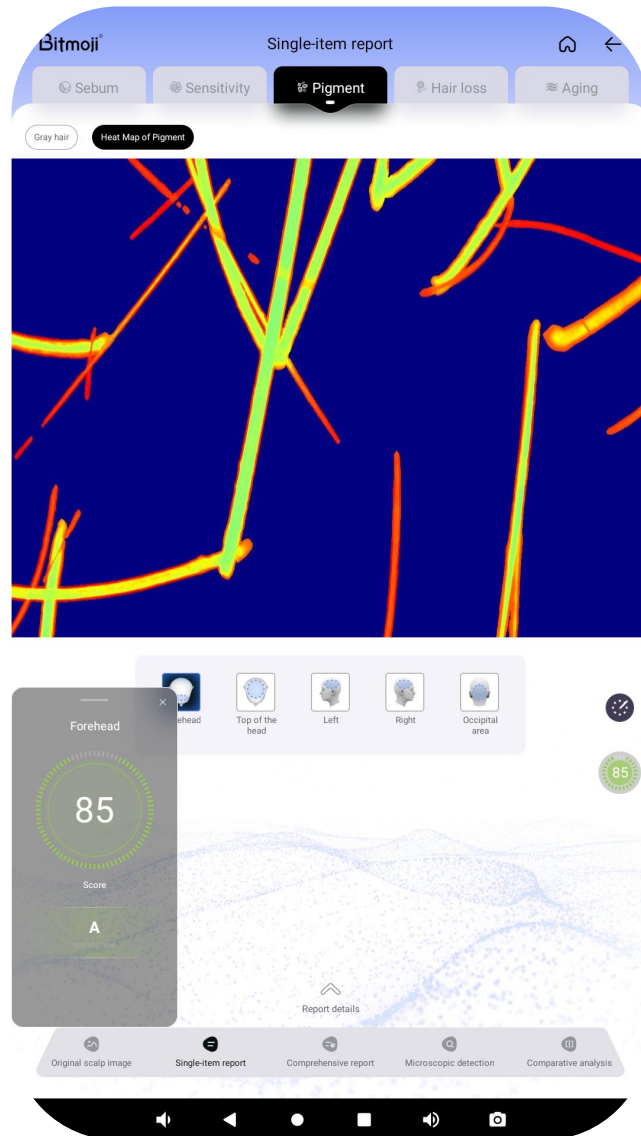 Bitmoji®
Single-item report
Sebum
Sensitivity
Pigment
Hair loss
Aging
Gray hair
Heat Map of Pigment
Forehead
85
Score
A
ehead
Top of the
head
Left
Right
Occipital
area
85
Report details
Original scalp image
Single-item report
Comprehensive report
Microscopic detection
Comparative analysis